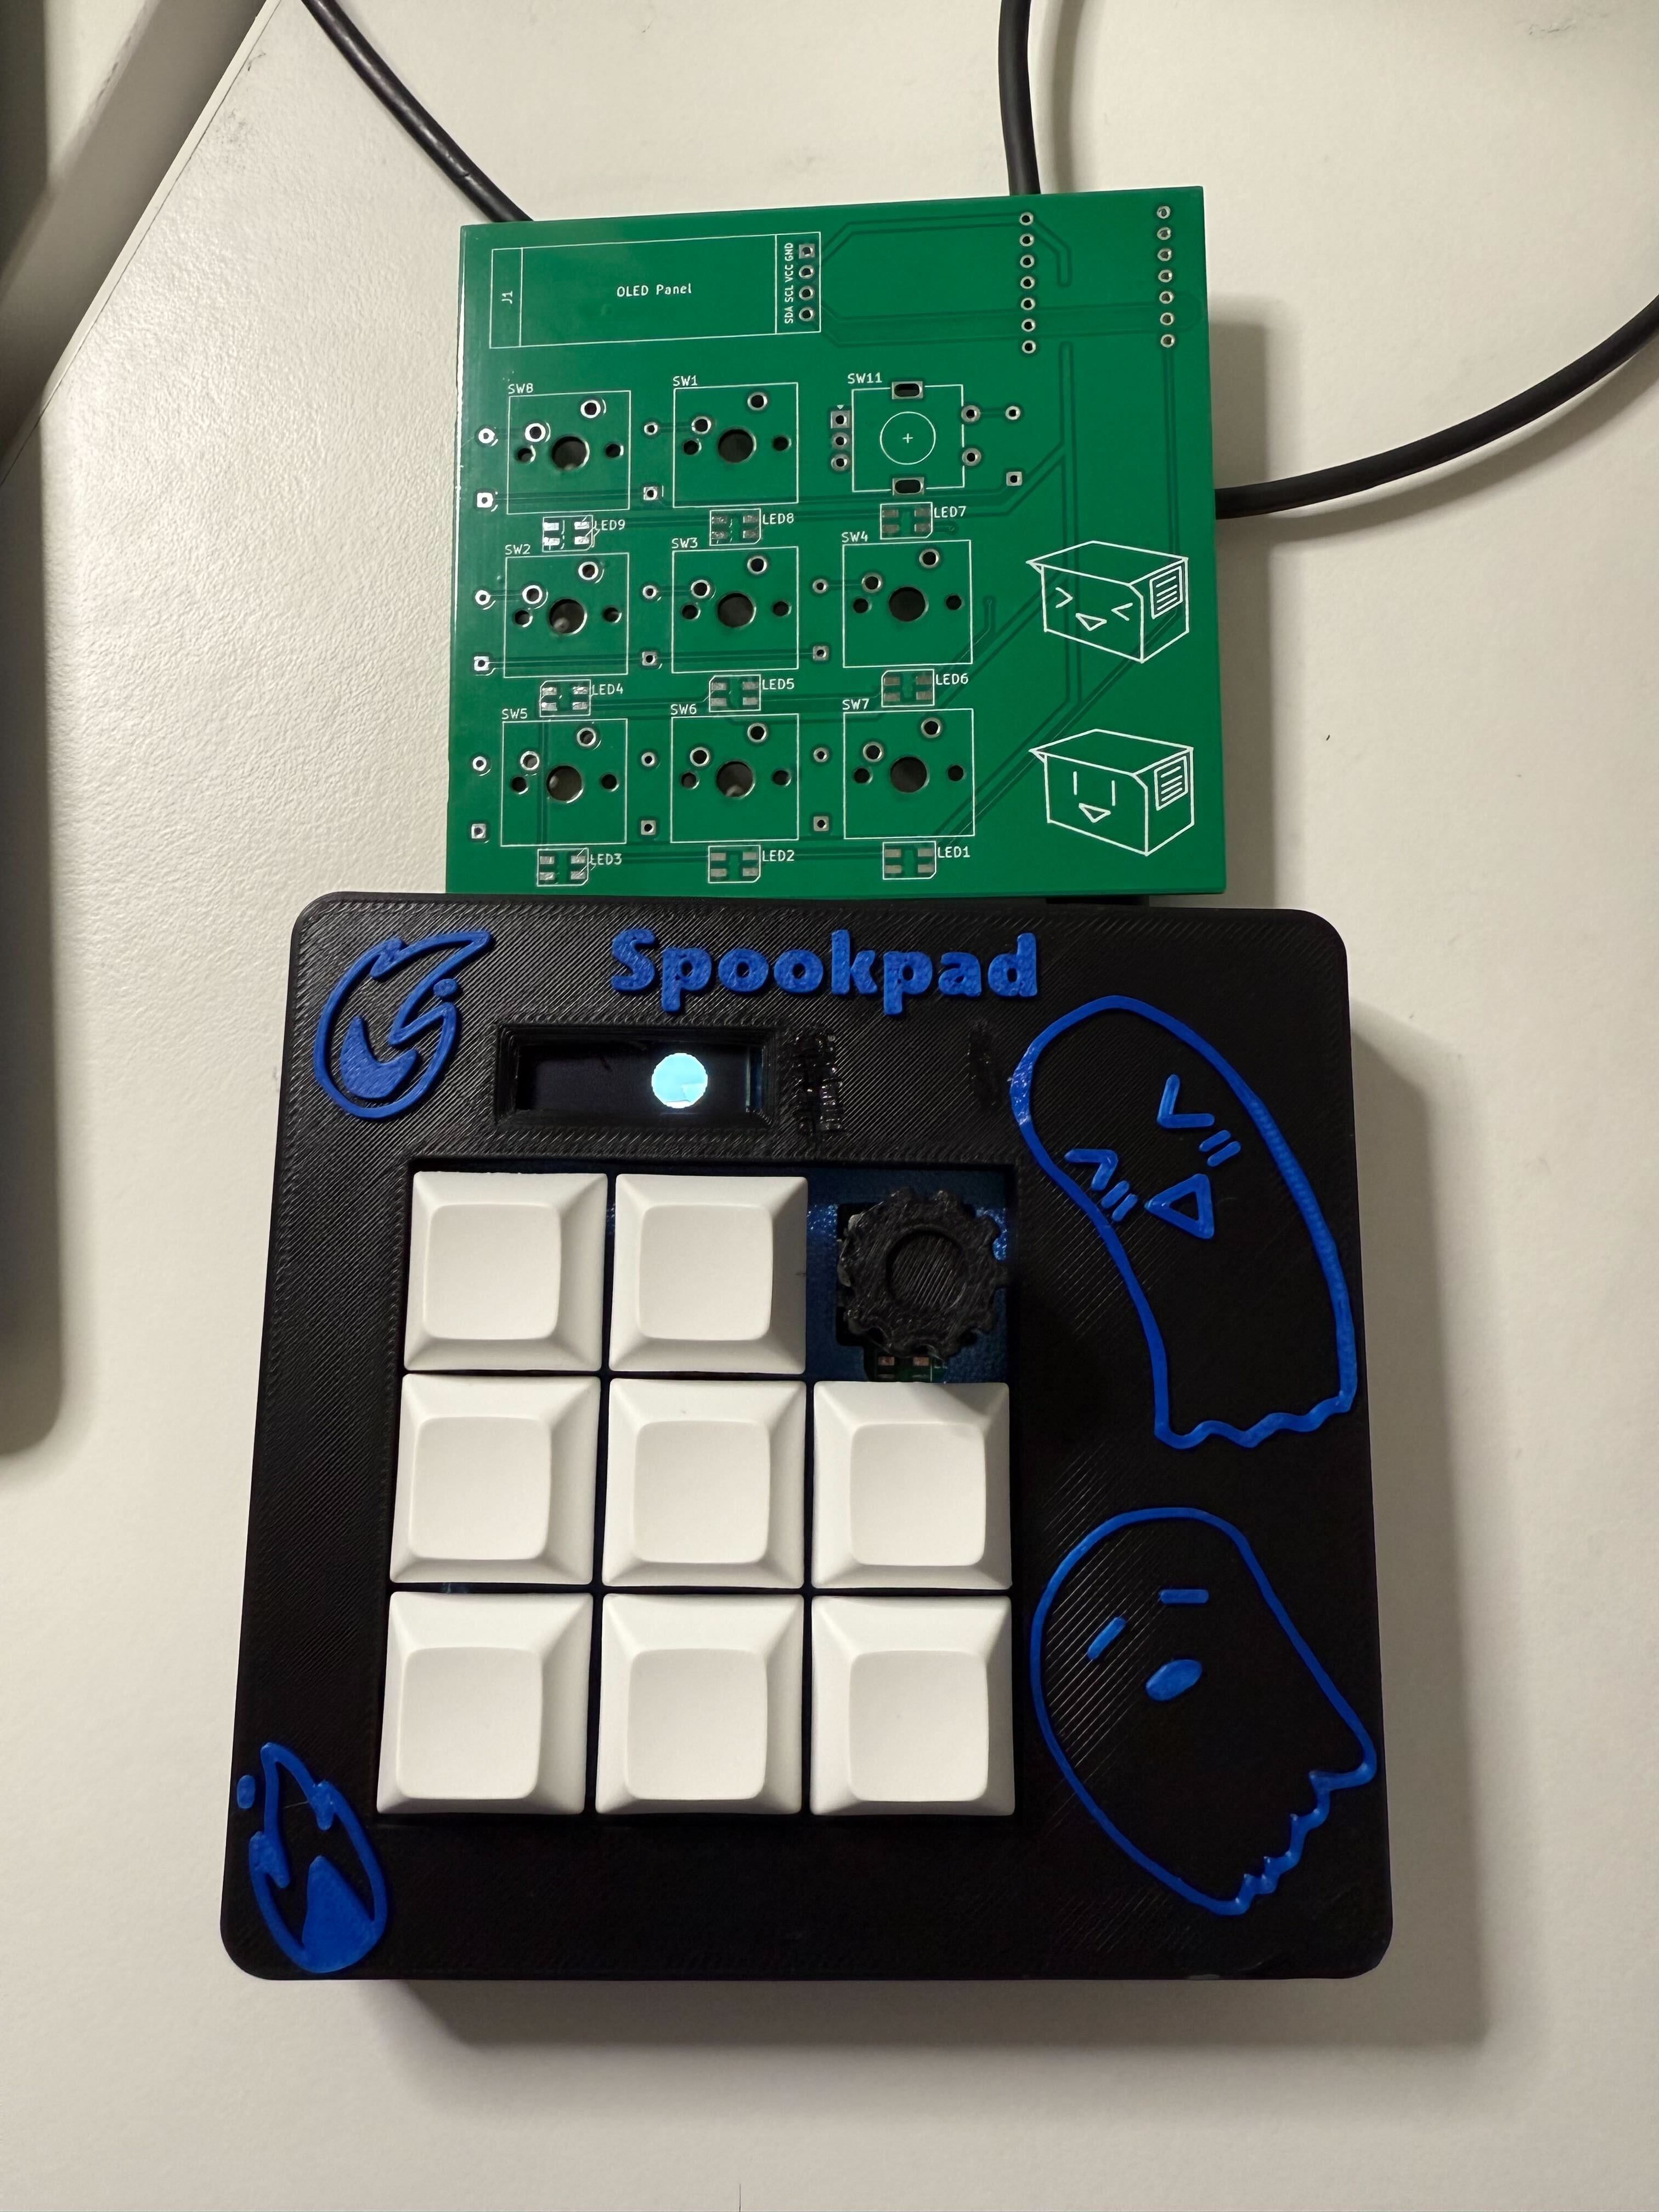 J1
OLED Panel
SDA SCL VCC GND
SW8
SW1
SW11
LED9
LED8
LED7
SW2
SW3
SW4
LED4
LED5
LED6
SW5
SW6
SW7
LED3
LED2
LED1
Spookpad